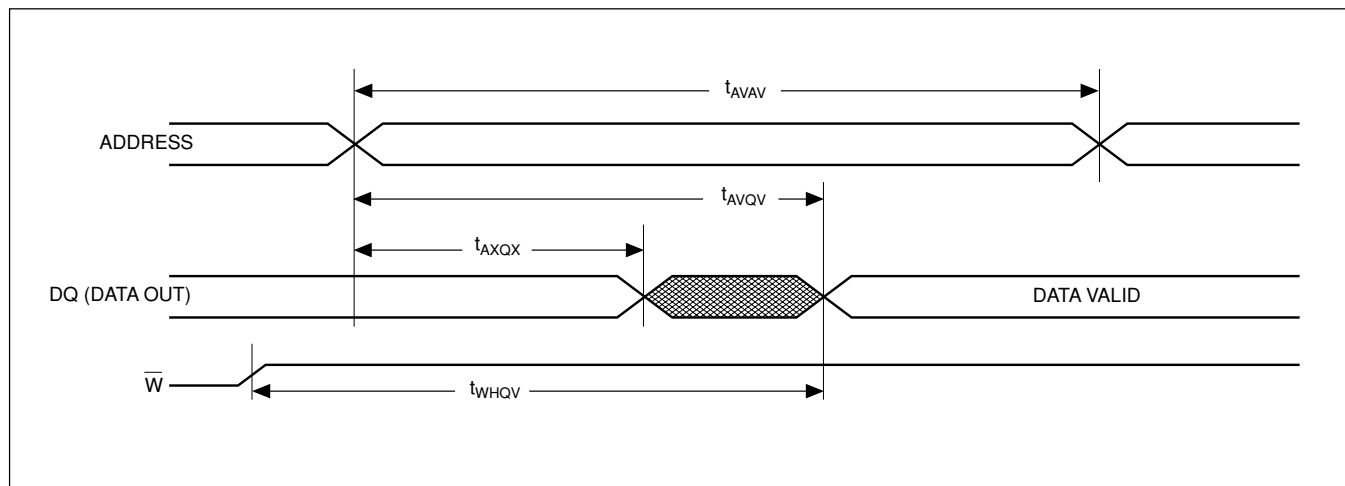 tAVAV
ADDRESS
tAVQV
tAXQX
DQ (DATA OUT)
DATA VALID
W̅
tWHQV